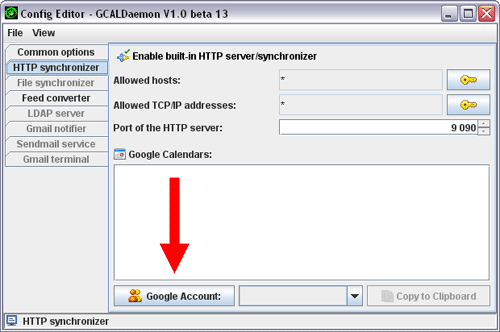 Config Editor - GCALDaemon V1.0 beta 13
File View
Common options
HTTP synchronizer
File synchronizer
Feed converter
LDAP server
Gmail notifier
Sendmail service
Gmail terminal
Enable built-in HTTP server/synchronizer
Allowed hosts: *
Allowed TCP/IP addresses: *
Port of the HTTP server: 9 090
Google Calendars:
Google Account: Copy to Clipboard
HTTP synchronizer